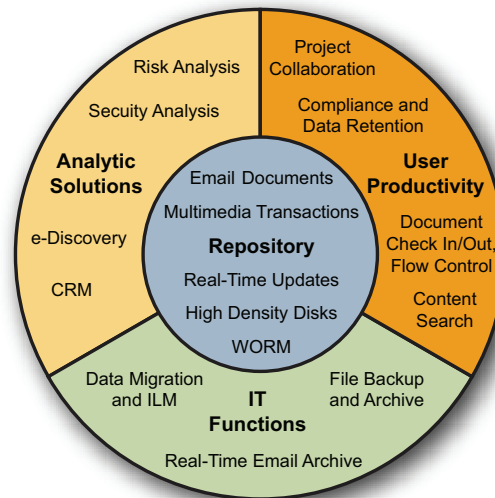 Risk Analysis
Secuity Analysis
Analytic
Solutions
e-Discovery
CRM
Project
Collaboration
Compliance and
Data Retention
User
Productivity
Document
Check In/Out,
Flow Control
Content
Search
Email Documents
Multimedia Transactions
Repository
Real-Time Updates
High Density Disks
WORM
Data Migration
and ILM
IT
Functions
File Backup
and Archive
Real-Time Email Archive